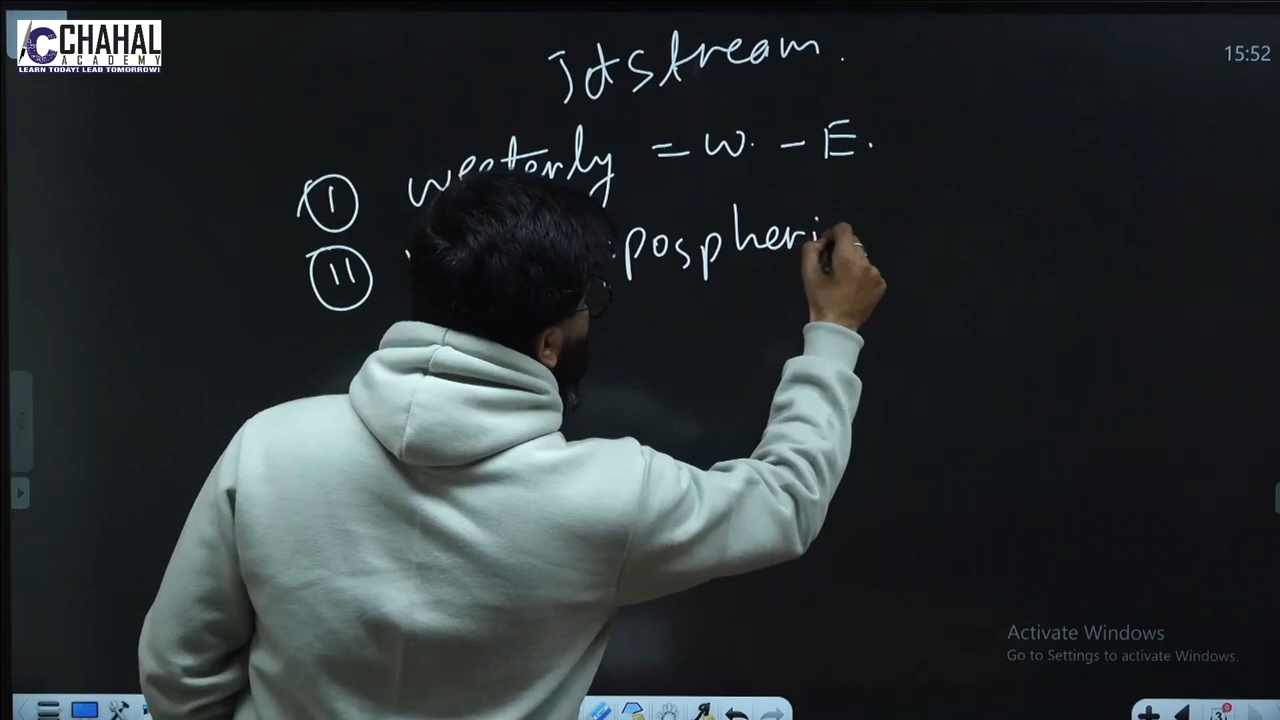 CHAHAL
ACADEMY
LEARN TODAY! LEAD TOMORROW!
15:52
Jetstream.
I westerly = W. - E.
II pospheri
Activate Windows
Go to Settings to activate Windows.